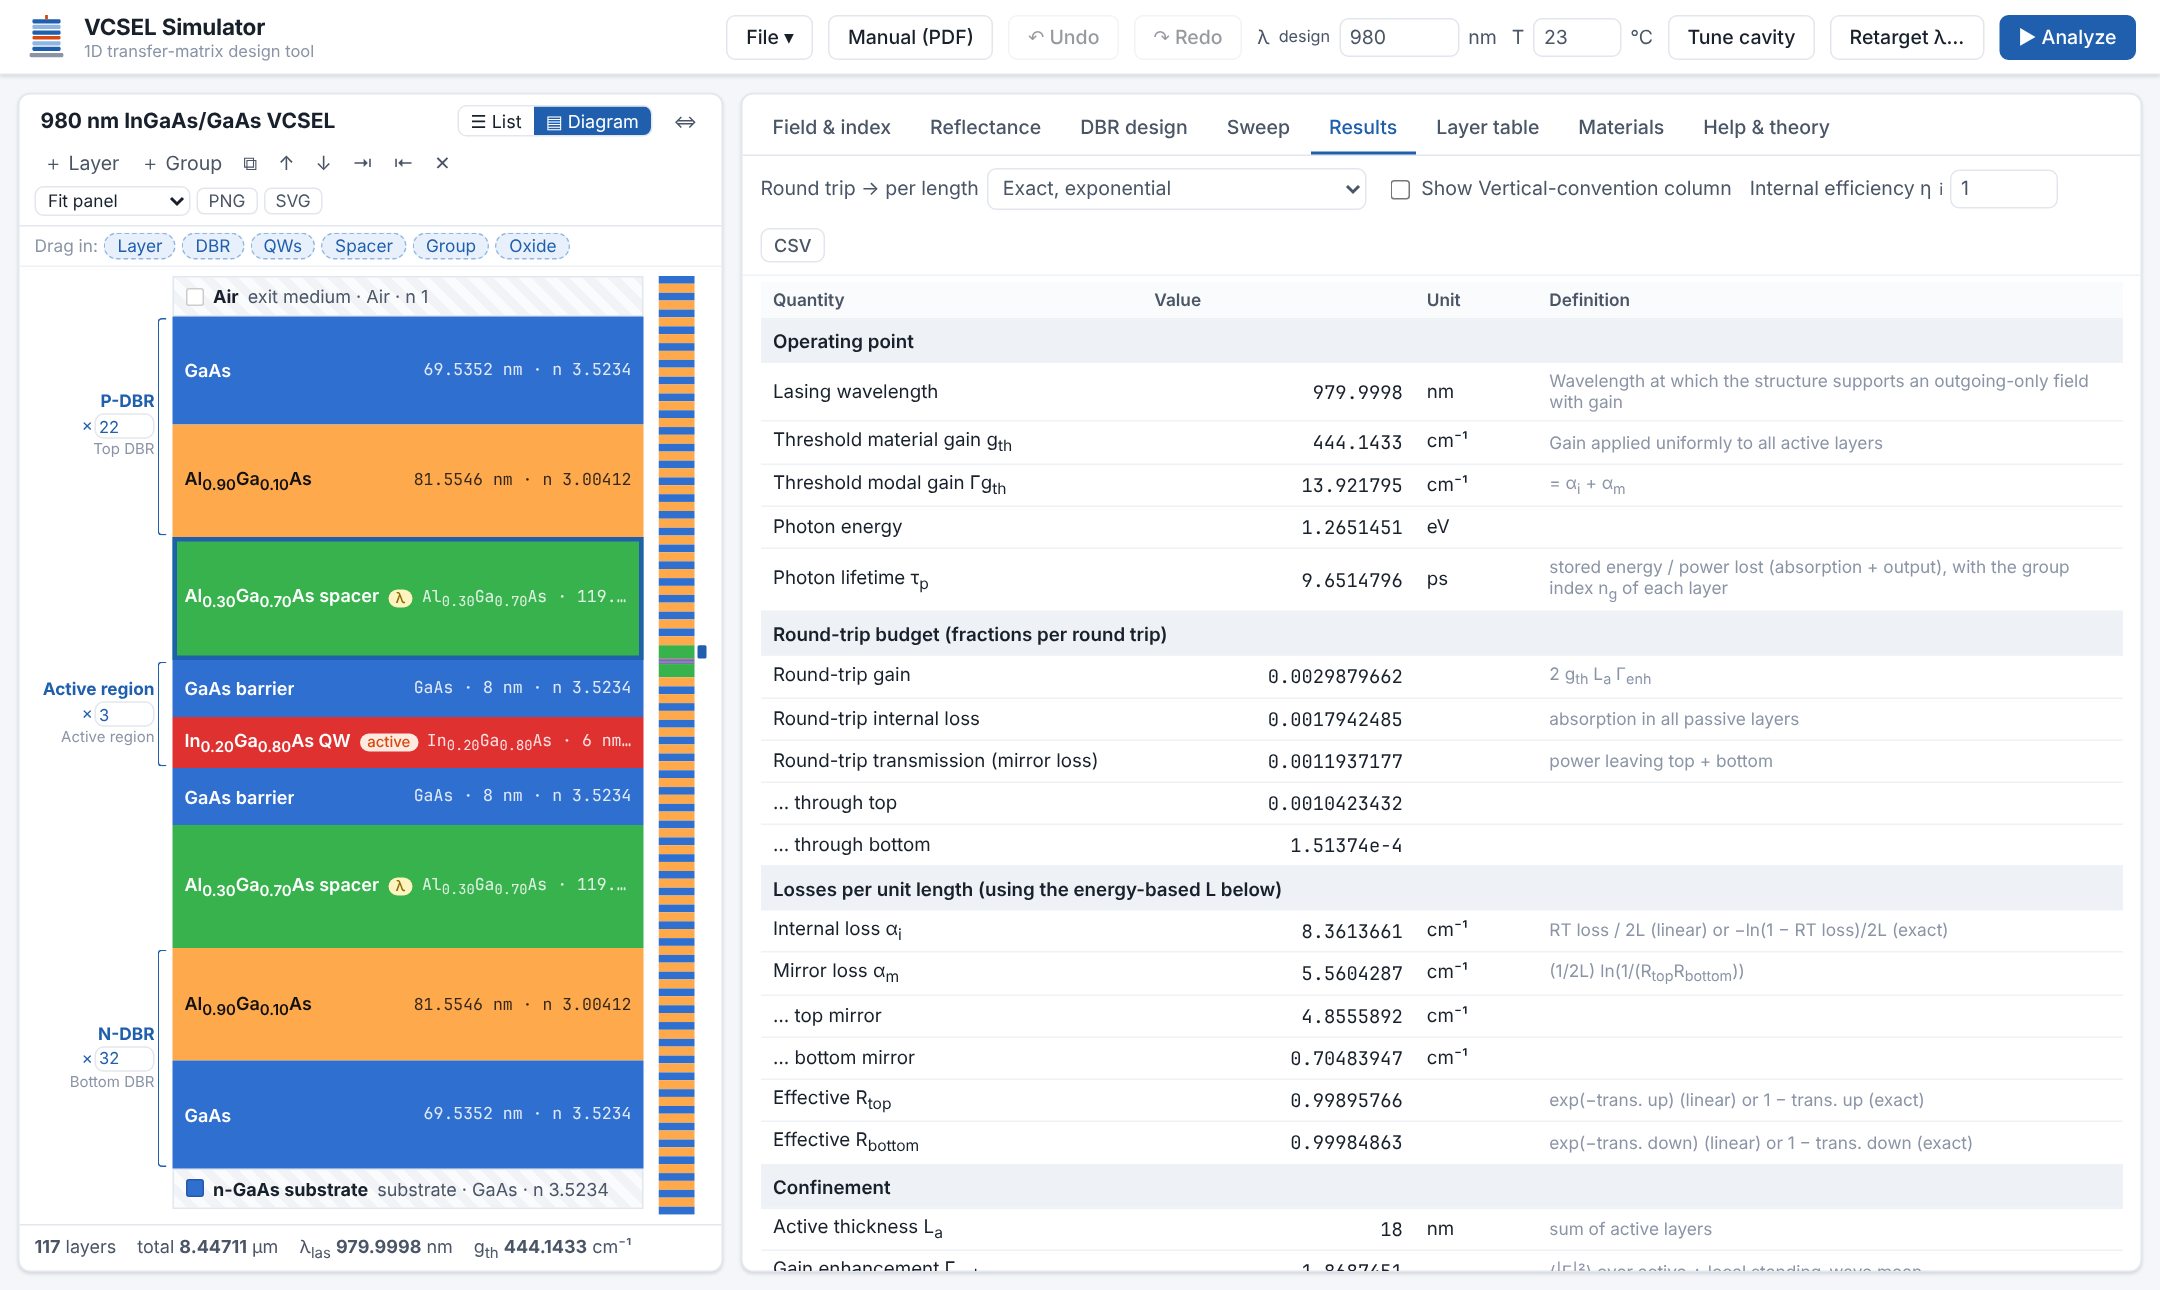 VCSEL Simulator
1D transfer-matrix design tool
File ▾
Manual (PDF)
↶ Undo
↷ Redo
λ design 980 nm
T 23 °C
Tune cavity
Retarget λ...
▶ Analyze
980 nm InGaAs/GaAs VCSEL
☰ List
▤ Diagram
⇔
+ Layer
+ Group
⧉ ↑ ↓ ⇥ ⇤ ✕
Fit panel
PNG
SVG
Drag in: Layer DBR QWs Spacer Group Oxide
Air exit medium · Air · n 1
P-DBR
× 22
Top DBR
GaAs 69.5352 nm · n 3.5234
Al0.90Ga0.10As 81.5546 nm · n 3.00412
Al0.30Ga0.70As spacer λ Al0.30Ga0.70As · 119.…
Active region
× 3
Active region
GaAs barrier GaAs · 8 nm · n 3.5234
In0.20Ga0.80As QW active In0.20Ga0.80As · 6 nm…
GaAs barrier GaAs · 8 nm · n 3.5234
Al0.30Ga0.70As spacer λ Al0.30Ga0.70As · 119.…
N-DBR
× 32
Bottom DBR
Al0.90Ga0.10As 81.5546 nm · n 3.00412
GaAs 69.5352 nm · n 3.5234
n-GaAs substrate substrate · GaAs · n 3.5234
117 layers total 8.44711 µm λlas 979.9998 nm gth 444.1433 cm⁻¹
Field & index
Reflectance
DBR design
Sweep
Results
Layer table
Materials
Help & theory
Round trip → per length Exact, exponential
Show Vertical-convention column
Internal efficiency η i 1
CSV
Quantity Value Unit Definition
Operating point
Lasing wavelength 979.9998 nm Wavelength at which the structure supports an outgoing-only field
with gain
Threshold material gain gth 444.1433 cm⁻¹ Gain applied uniformly to all active layers
Threshold modal gain Γgth 13.921795 cm⁻¹ = αi + αm
Photon energy 1.2651451 eV
Photon lifetime τp 9.6514796 ps stored energy / power lost (absorption + output), with the group
index ng of each layer
Round-trip budget (fractions per round trip)
Round-trip gain 0.0029879662 2 gth La Γenh
Round-trip internal loss 0.0017942485 absorption in all passive layers
Round-trip transmission (mirror loss) 0.0011937177 power leaving top + bottom
... through top 0.0010423432
... through bottom 1.51374e-4
Losses per unit length (using the energy-based L below)
Internal loss αi 8.3613661 cm⁻¹ RT loss / 2L (linear) or −ln(1 − RT loss)/2L (exact)
Mirror loss αm 5.5604287 cm⁻¹ (1/2L) ln(1/(RtopRbottom))
... top mirror 4.8555892 cm⁻¹
... bottom mirror 0.70483947 cm⁻¹
Effective Rtop 0.99895766 exp(−trans. up) (linear) or 1 − trans. up (exact)
Effective Rbottom 0.99984863 exp(−trans. down) (linear) or 1 − trans. down (exact)
Confinement
Active thickness La 18 nm sum of active layers
Gain enhancement 1.8687451